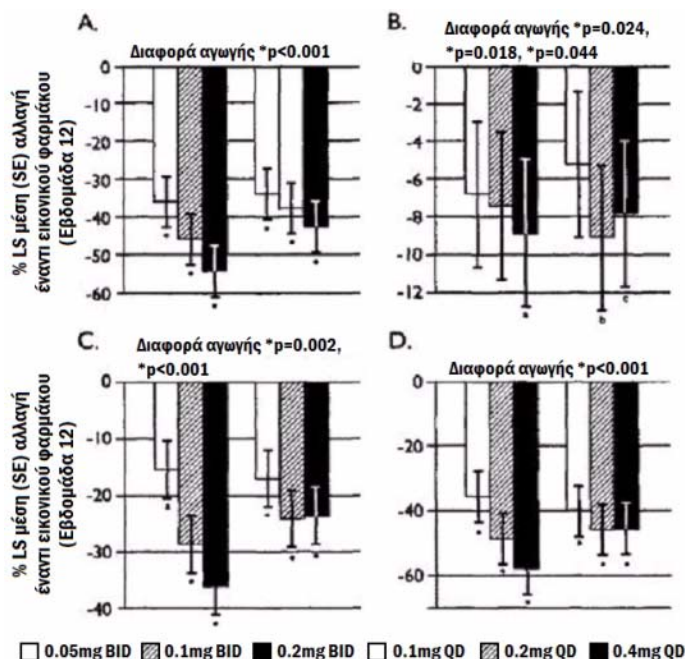 A.
Διαφορά αγωγής *p<0.001
0
-10
-20
-30
-40
-50
-60
% LS μέση (SE) αλλαγή
έναντι εικονικού φαρμάκου
(Εβδομάδα 12)
* * * * * *
B.
Διαφορά αγωγής *p=0.024,
*p=0.018, *p=0.044
0
-2
-4
-6
-8
-10
-12
a b c
C.
Διαφορά αγωγής *p=0.002,
*p<0.001
0
-10
-20
-30
-40
% LS μέση (SE) αλλαγή
έναντι εικονικού φαρμάκου
(Εβδομάδα 12)
* * * * * *
D.
Διαφορά αγωγής *p<0.001
0
-20
-40
-60
* * * * * *
0.05mg BID 0.1mg BID 0.2mg BID 0.1mg QD 0.2mg QD 0.4mg QD